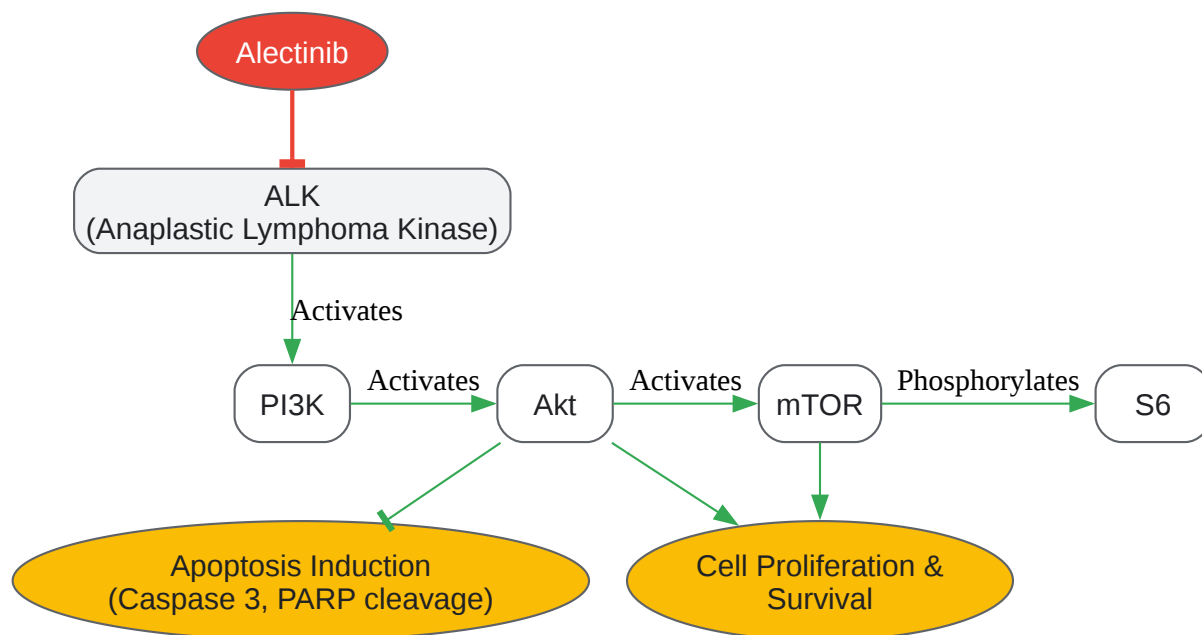 Alectinib
ALK
(Anaplastic Lymphoma Kinase)
Activates
PI3K
Activates
Akt
Activates
mTOR
Phosphorylates
S6
Apoptosis Induction
(Caspase 3, PARP cleavage)
Cell Proliferation &
Survival